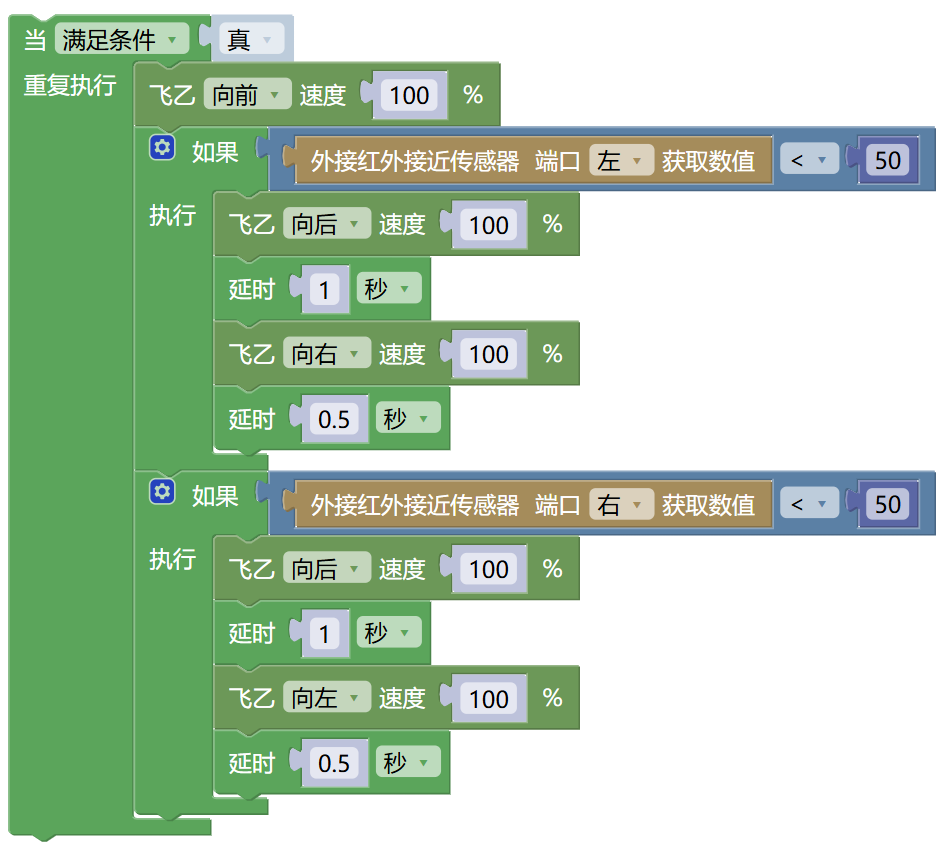 当 满足条件 真
重复执行
飞乙 向前 速度 100 %
如果 外接红外接近传感器 端口 左 获取数值 < 50
执行
飞乙 向后 速度 100 %
延时 1 秒
飞乙 向右 速度 100 %
延时 0.5 秒
如果 外接红外接近传感器 端口 右 获取数值 < 50
执行
飞乙 向后 速度 100 %
延时 1 秒
飞乙 向左 速度 100 %
延时 0.5 秒